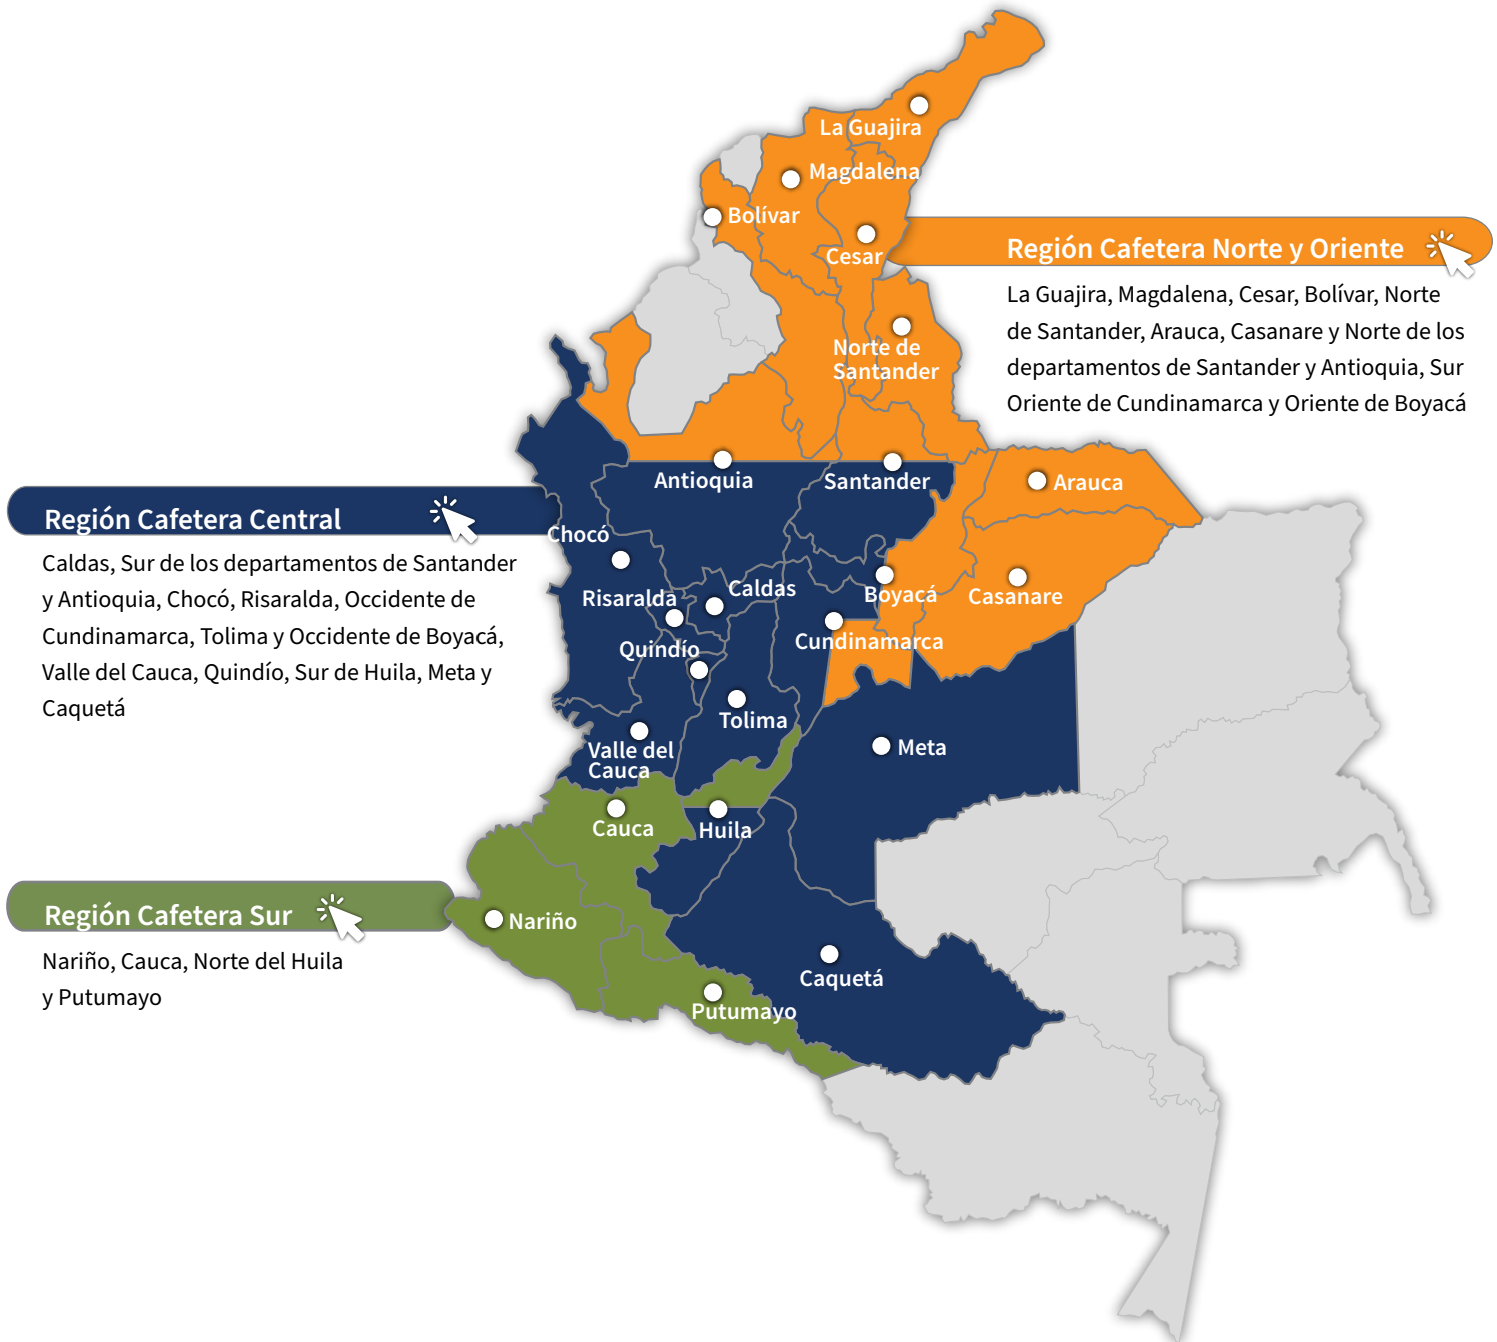 La Guajira
Magdalena
Bolívar
Cesar
Región Cafetera Norte y Oriente
La Guajira, Magdalena, Cesar, Bolívar, Norte
de Santander, Arauca, Casanare y Norte de los
departamentos de Santander y Antioquia, Sur
Oriente de Cundinamarca y Oriente de Boyacá
Norte de
Santander
Antioquia
Santander
Arauca
Región Cafetera Central
Caldas, Sur de los departamentos de Santander
y Antioquia, Chocó, Risaralda, Occidente de
Cundinamarca, Tolima y Occidente de Boyacá,
Valle del Cauca, Quindío, Sur de Huila, Meta y
Caquetá
Chocó
Risaralda
Caldas
Boyacá
Casanare
Quindío
Cundinamarca
Tolima
Valle del
Cauca
Meta
Cauca
Huila
Región Cafetera Sur
Nariño, Cauca, Norte del Huila
y Putumayo
Nariño
Caquetá
Putumayo